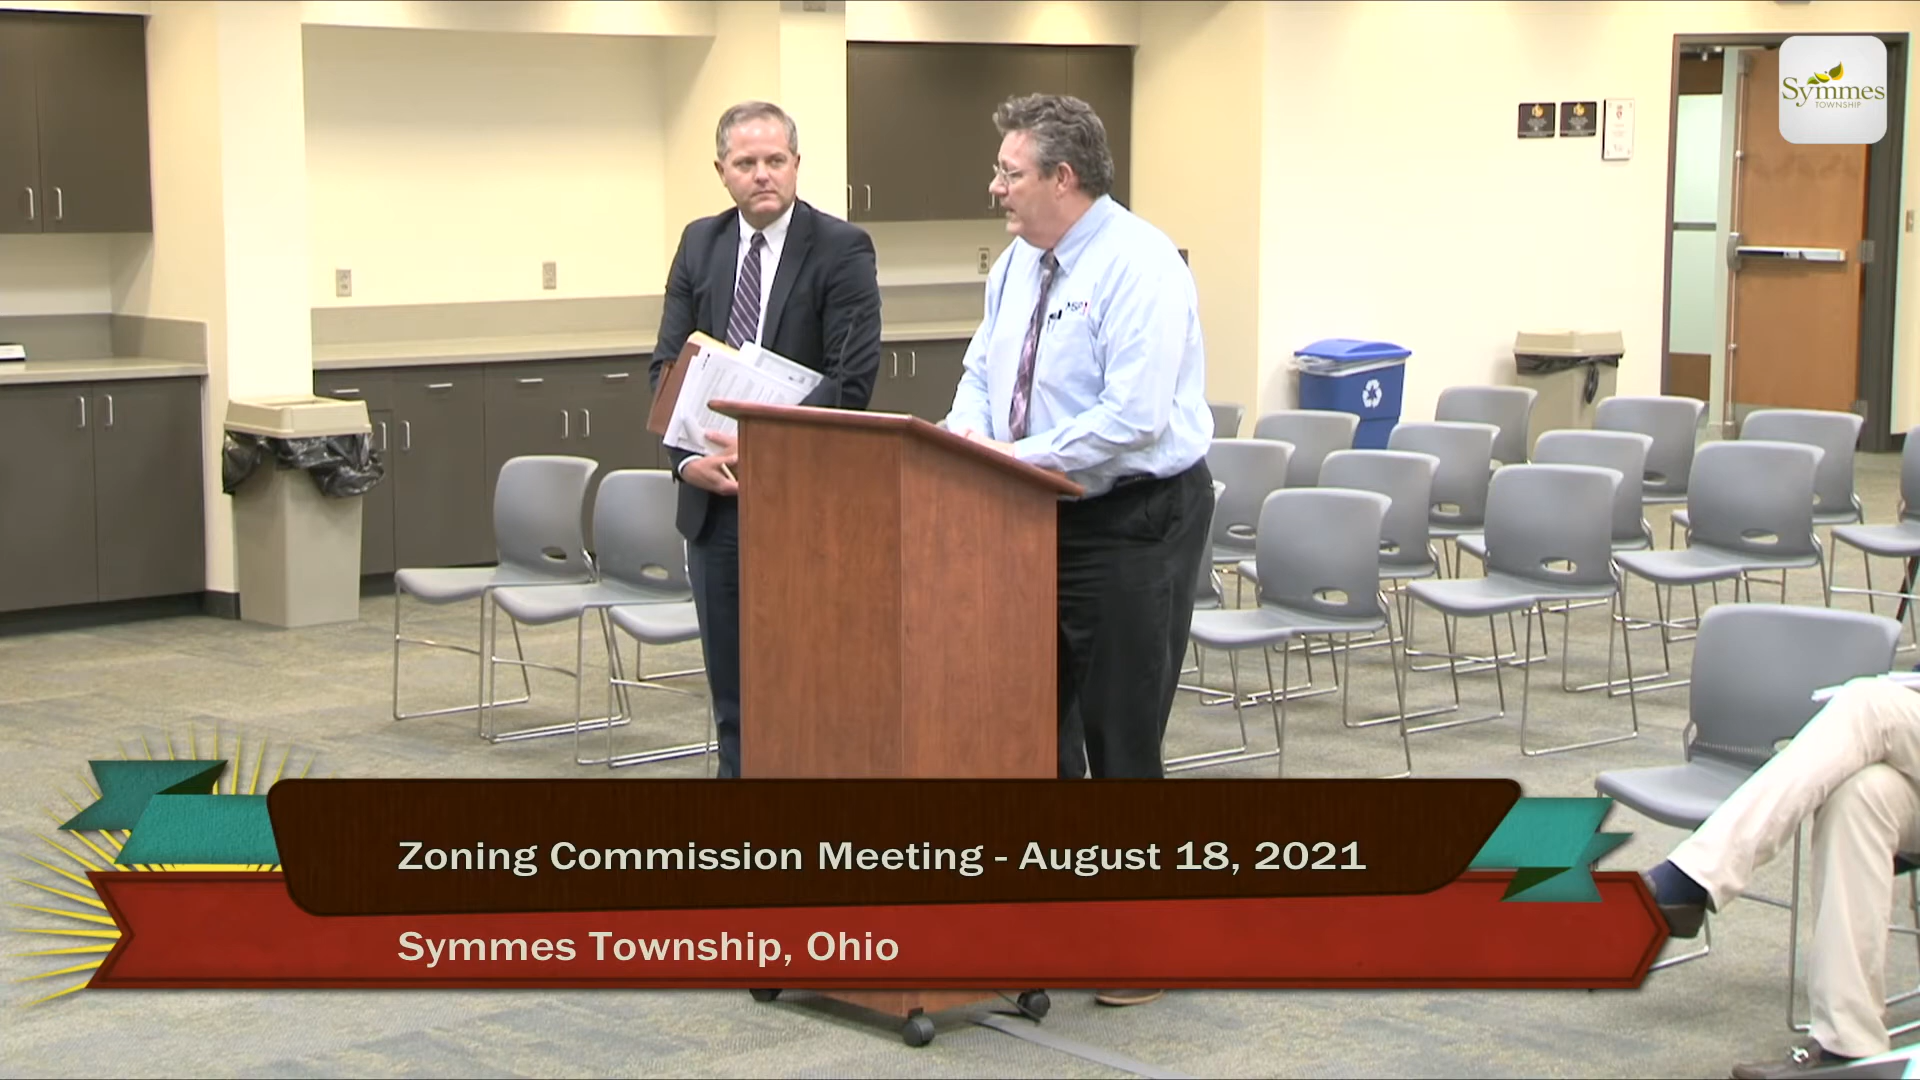 Symmes
TOWNSHIP
Zoning Commission Meeting - August 18, 2021
Symmes Township, Ohio